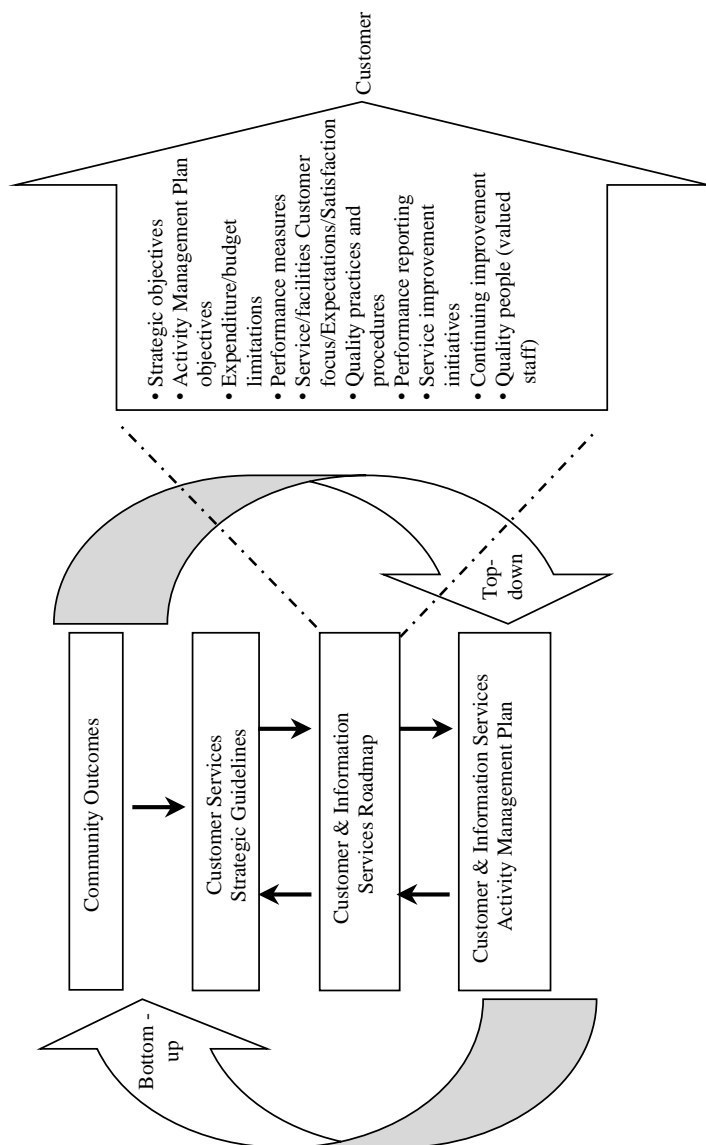 Community Outcomes
Customer Services
Strategic Guidelines
Customer & Information
Services Roadmap
Customer & Information Services
Activity Management Plan
Bottom -
up
Top-
down
• Strategic objectives
• Activity Management Plan
objectives
• Expenditure/budget
limitations
• Performance measures
• Service/facilities Customer
focus/Expectations/Satisfaction
• Quality practices and
procedures
• Performance reporting
• Service improvement
initiatives
• Continuing improvement
• Quality people (valued
staff)
Customer